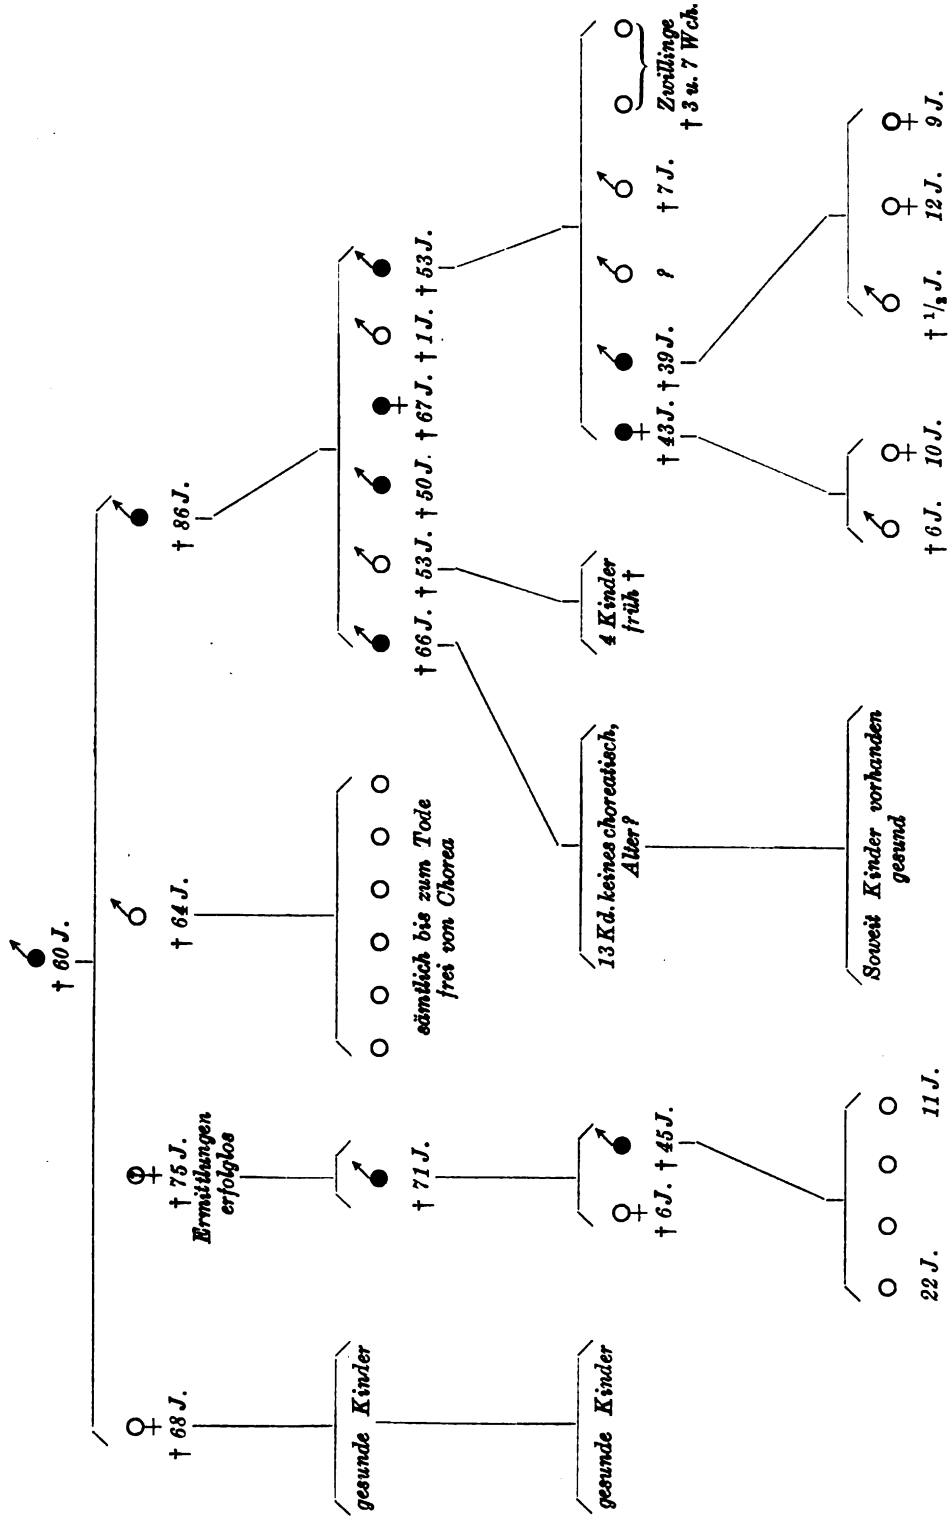 † 60 J.
† 68 J.
† 75 J.
Ermittlungen
erfolglos
† 64 J.
† 86 J.
gesunde Kinder
† 71 J.
sämtlich bis zum Tode
frei von Chorea
† 66 J. † 53 J. † 50 J. † 67 J. † 1 J. † 53 J.
gesunde Kinder
† 6 J. † 45 J.
13 Kd. keines choreatisch,
Alter?
4 Kinder
früh †
† 43 J. † 39 J. ? † 7 J.
Zwillinge
† 3 u. 7 Wch.
22 J. 11 J.
Soweit Kinder vorhanden
gesund
† 6 J. 10 J.
† 1/2 J. 12 J. 9 J.